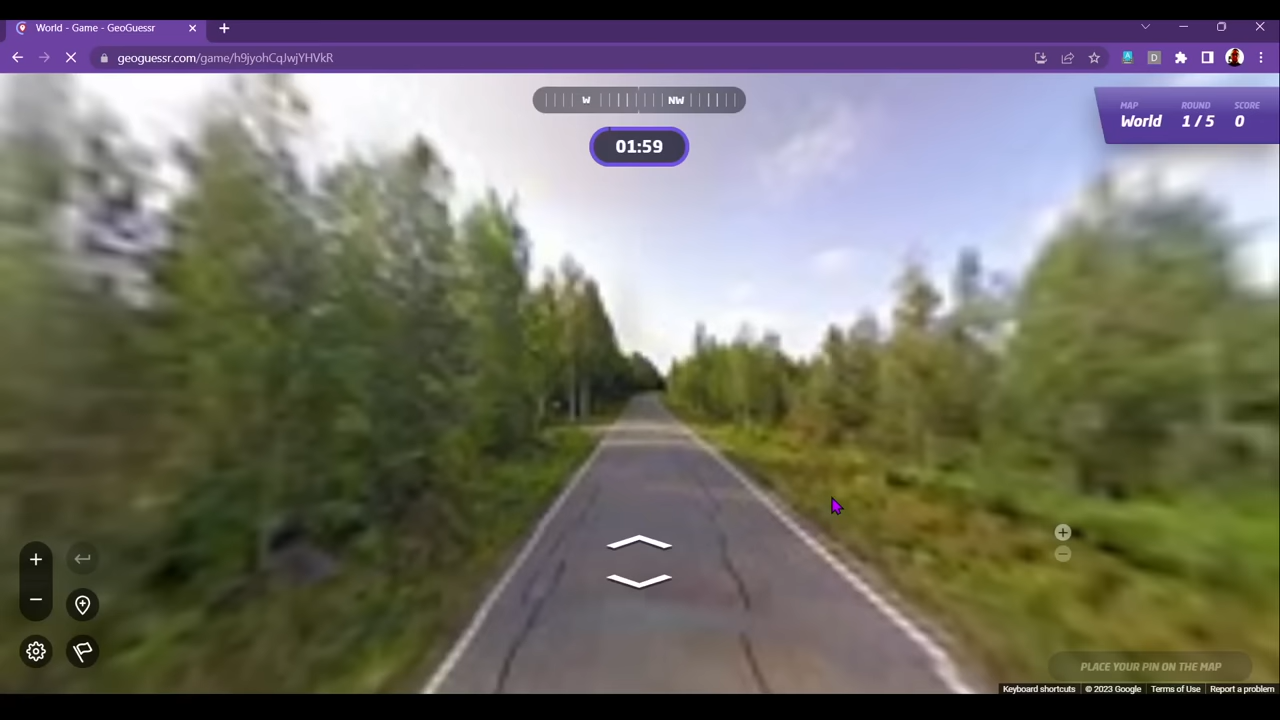 World - Game - GeoGuessr
geoguessr.com/game/h9jyohCqJwjYHVkR
W NW
01:59
MAP ROUND SCORE
World 1 / 5 0
PLACE YOUR PIN ON THE MAP
Keyboard shortcuts © 2023 Google Terms of Use Report a problem